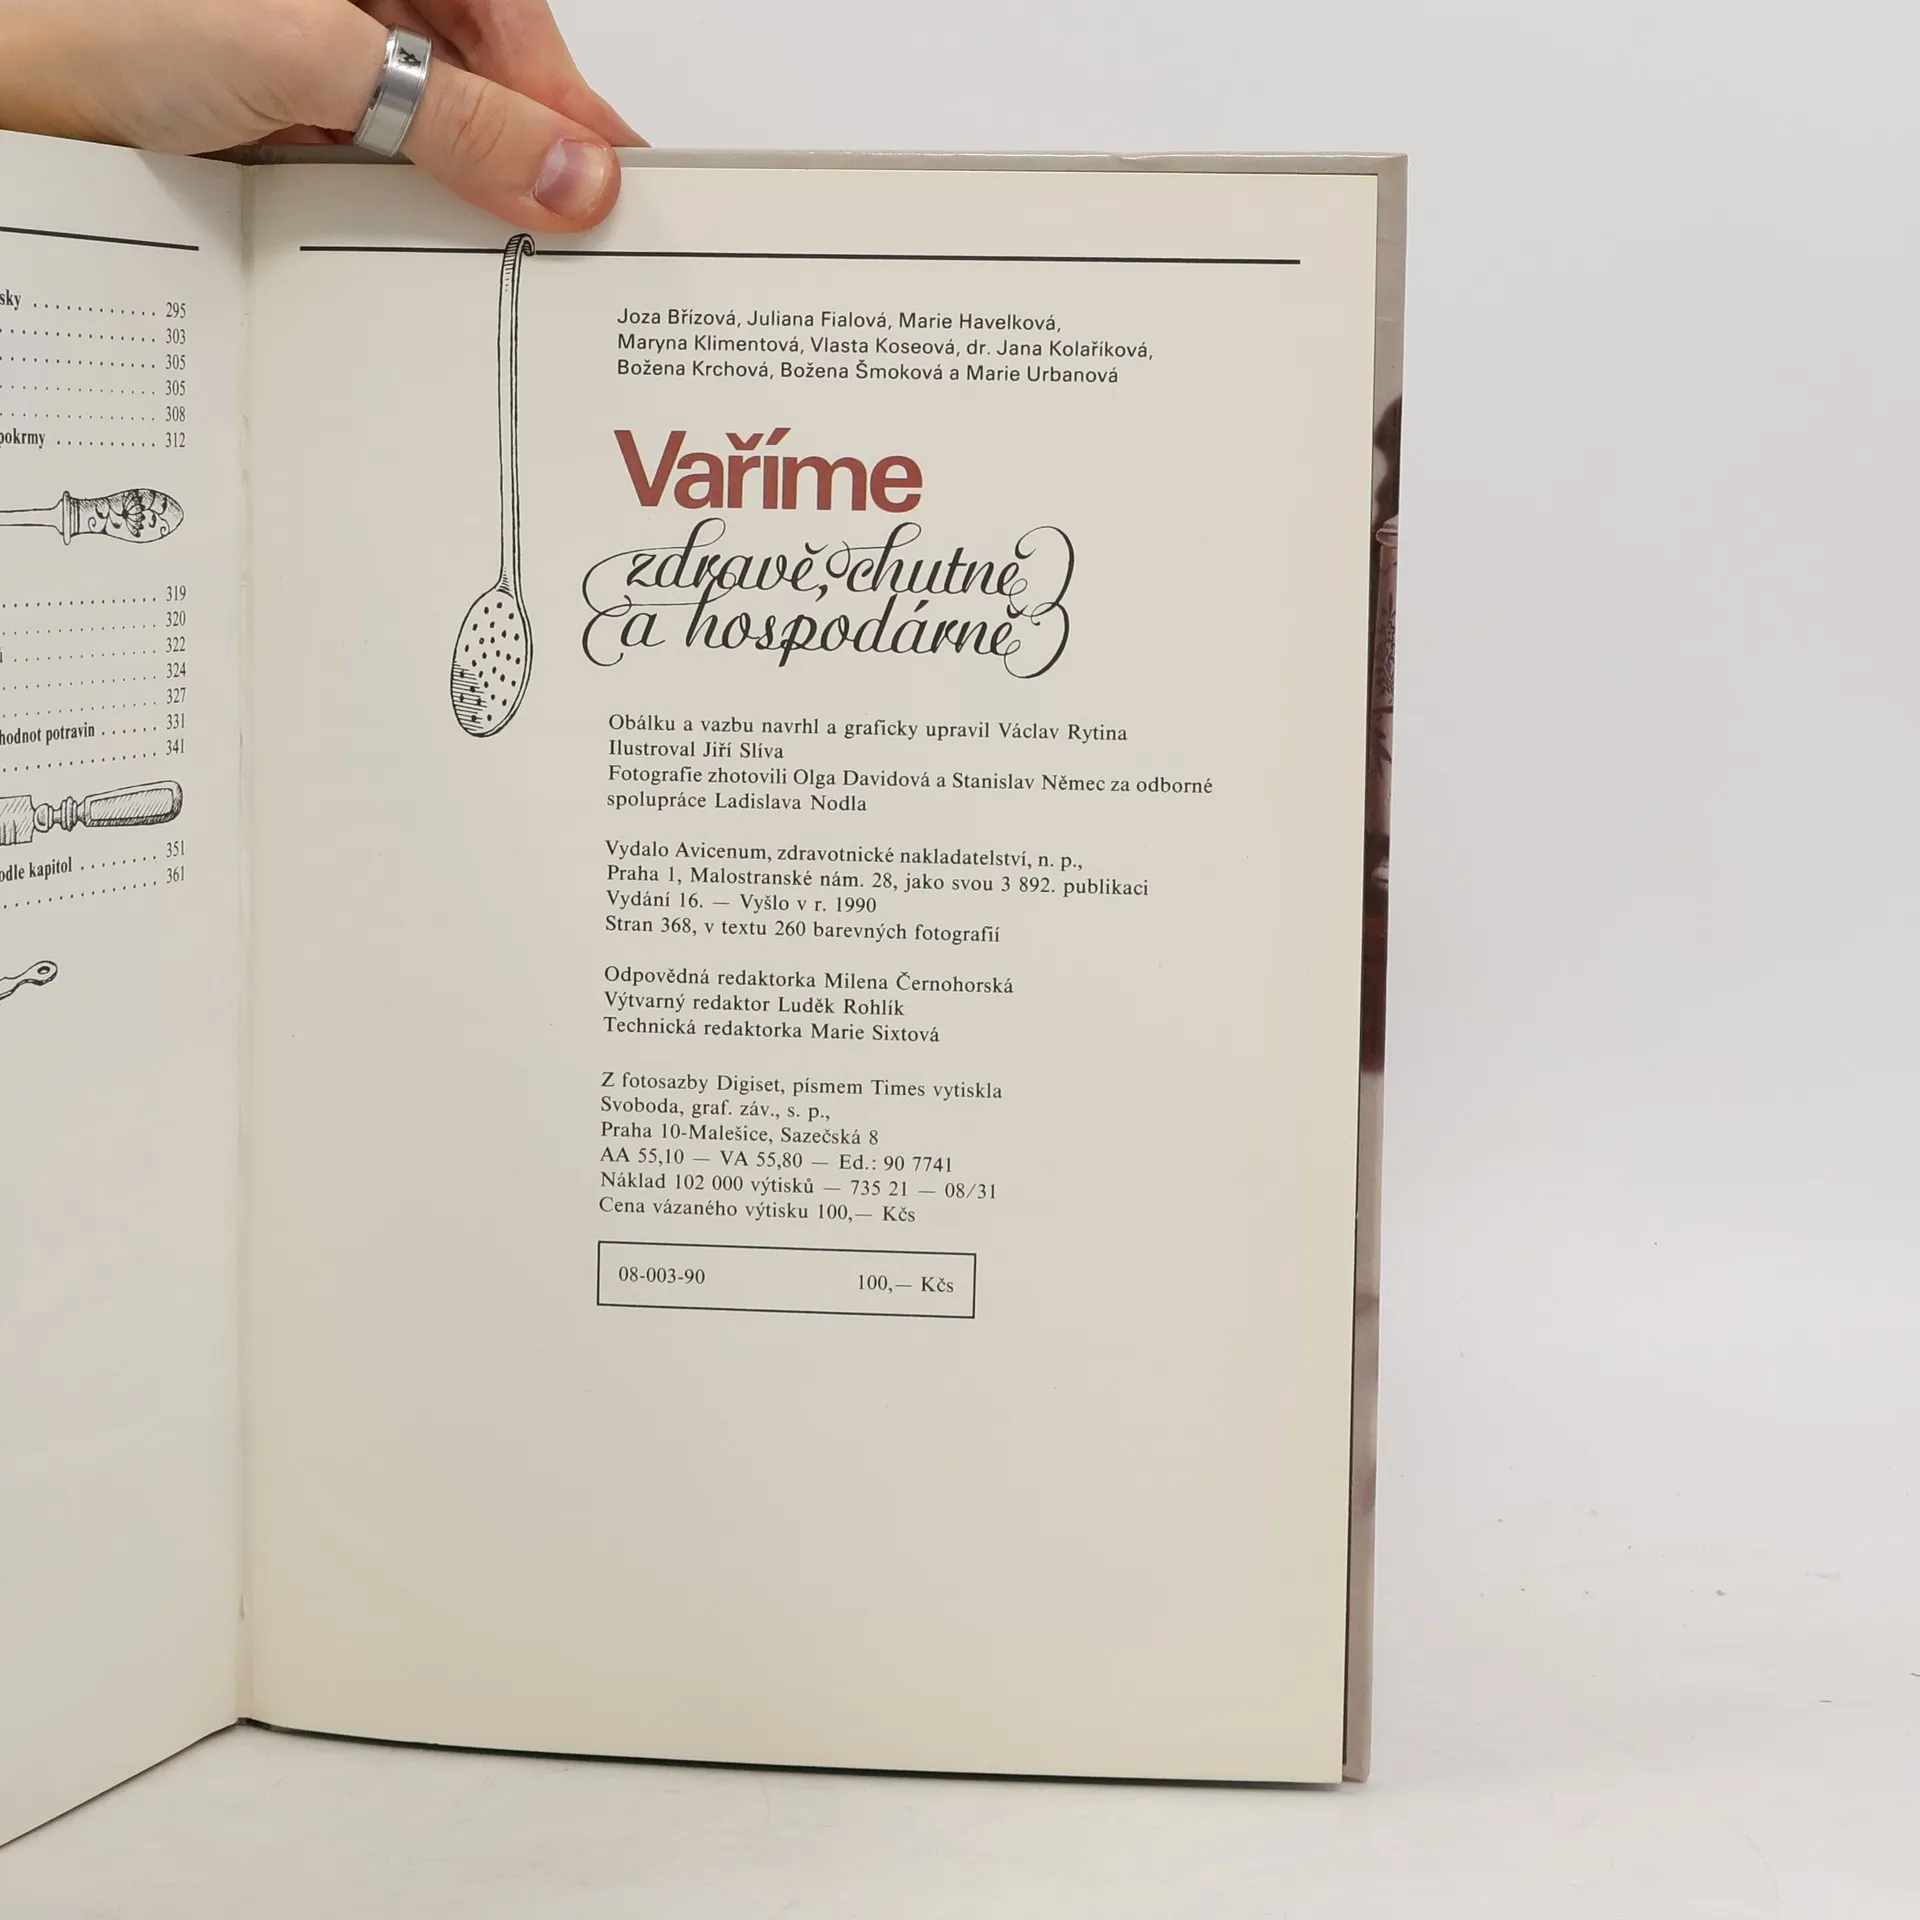 sky . . . . . . . . . . . . 295
303
305
305
308
pokrmy . . . . . . . . . . 312
319
320
322
324
327
hodnot potravin . . . . . . 331
341
odle kapitol . . . . . . . . 351
361
Joza Břízová, Juliana Fialová, Marie Havelková,
Maryna Klimentová, Vlasta Koseová, dr. Jana Kolaříková,
Božena Krchová, Božena Šmoková a Marie Urbanová
Vaříme
zdravě, chutně
a hospodárně
Obálku a vazbu navrhl a graficky upravil Václav Rytina
Ilustroval Jiří Slíva
Fotografie zhotovili Olga Davidová a Stanislav Němec za odborné
spolupráce Ladislava Nodla
Vydalo Avicenum, zdravotnické nakladatelství, n. p.,
Praha 1, Malostranské nám. 28, jako svou 3 892. publikaci
Vydání 16. — Vyšlo v r. 1990
Stran 368, v textu 260 barevných fotografií
Odpovědná redaktorka Milena Černohorská
Výtvarný redaktor Luděk Rohlík
Technická redaktorka Marie Sixtová
Z fotosazby Digiset, písmem Times vytiskla
Svoboda, graf. záv., s. p.,
Praha 10-Malešice, Sazečská 8
AA 55,10 — VA 55,80 — Ed.: 90 7741
Náklad 102 000 výtisků — 735 21 — 08/31
Cena vázaného výtisku 100,— Kčs
08-003-90 100,— Kčs